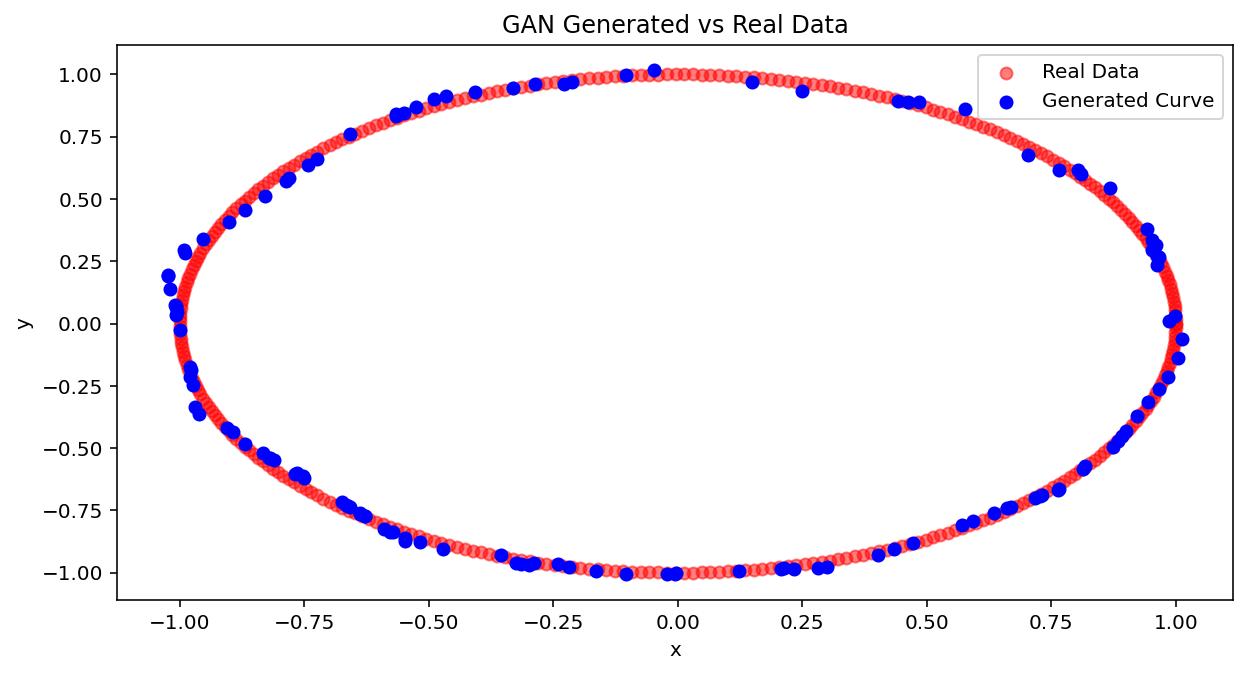 GAN Generated vs Real Data
Real Data
Generated Curve
1.00
0.75
0.50
0.25
0.00
−0.25
−0.50
−0.75
−1.00
y
−1.00 −0.75 −0.50 −0.25 0.00 0.25 0.50 0.75 1.00
x